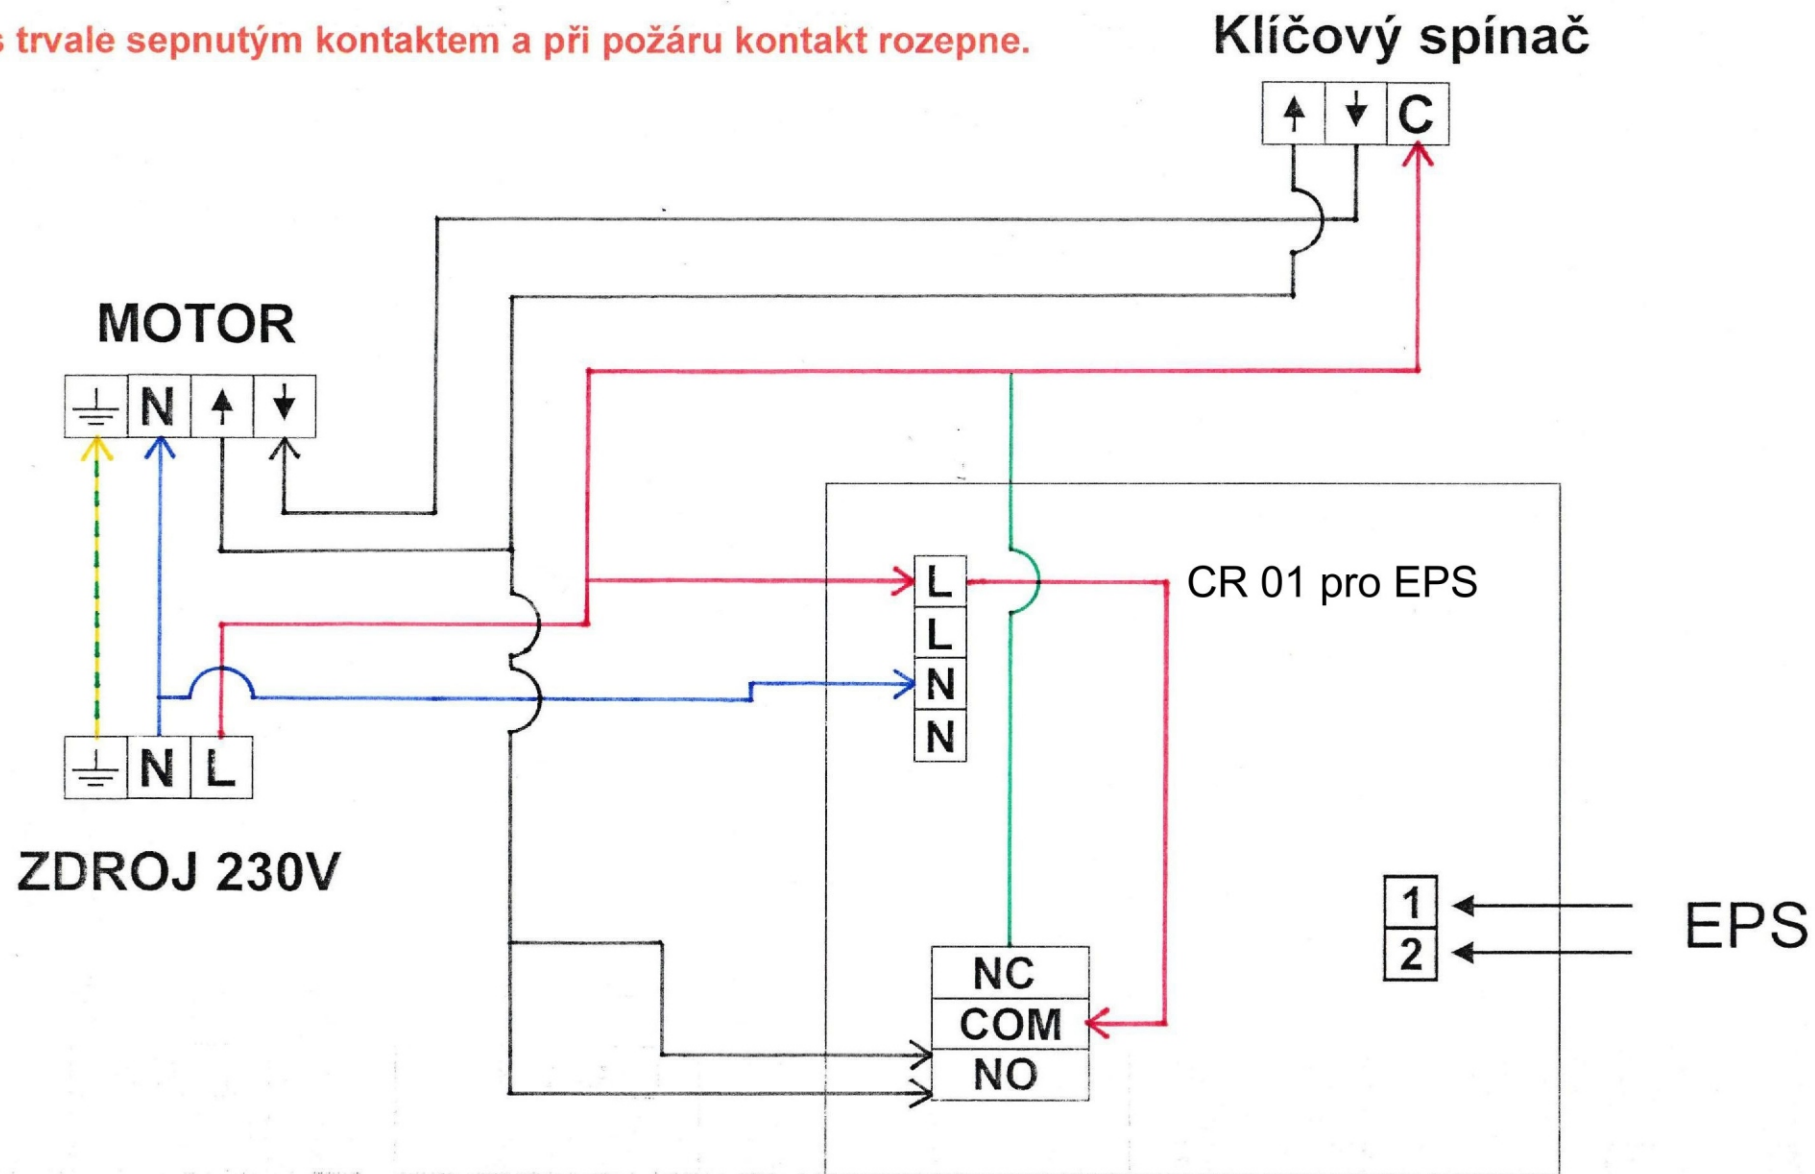 s trvale sepnutým kontaktem a při požáru kontakt rozepne.
Klíčový spínač
C
MOTOR
N
CR 01 pro EPS
L
L
N
N
N L
ZDROJ 230V
1
2
EPS
NC
COM
NO